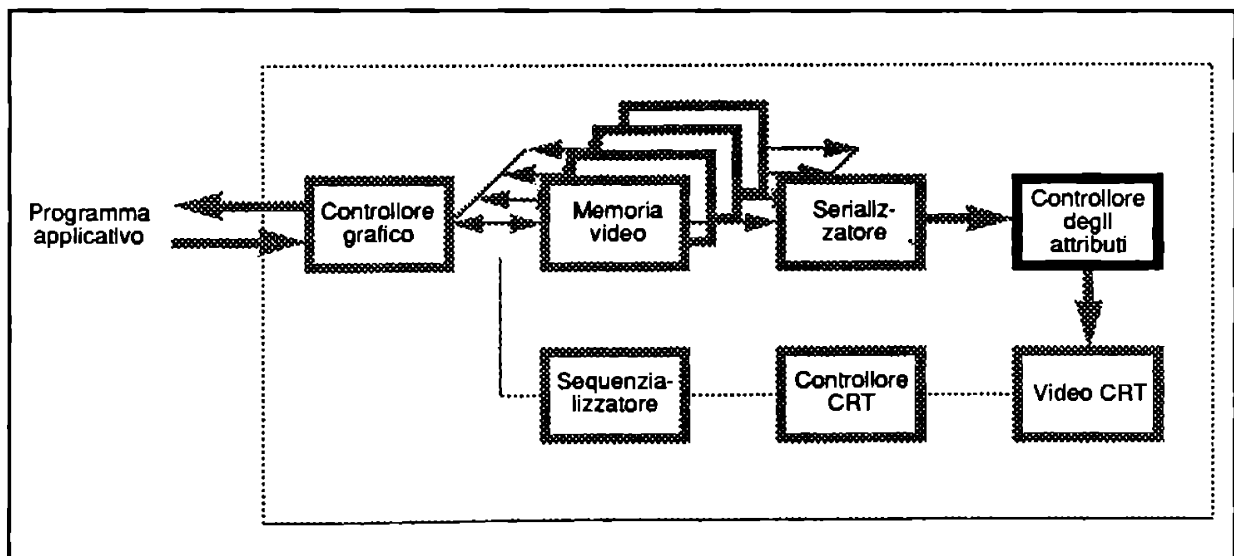 Programma
applicativo
Controllore
grafico
Memoria
video
Serializ-
zatore
Controllore
degli
attributi
Sequenzia-
lizzatore
Controllore
CRT
Video CRT